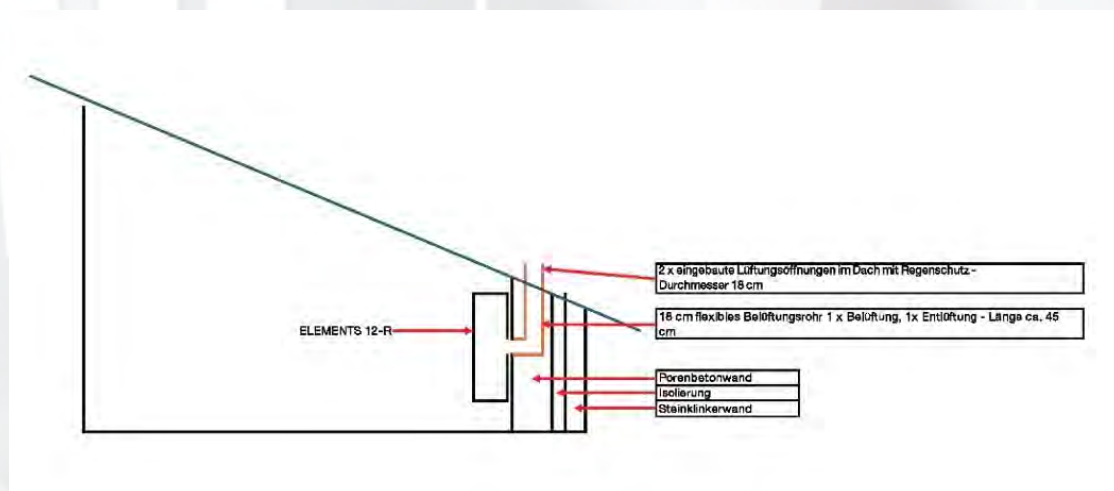 2 x eingebaute Lüftungsöffnungen im Dach mit Regenschutz -
Durchmesser 18 cm
16 cm flexibles Belüftungsrohr 1 x Belüftung, 1x Entlüftung - Länge ca. 45
cm
ELEMENTS 12-R
Porenbetonwand
Isolierung
Steinklinkerwand